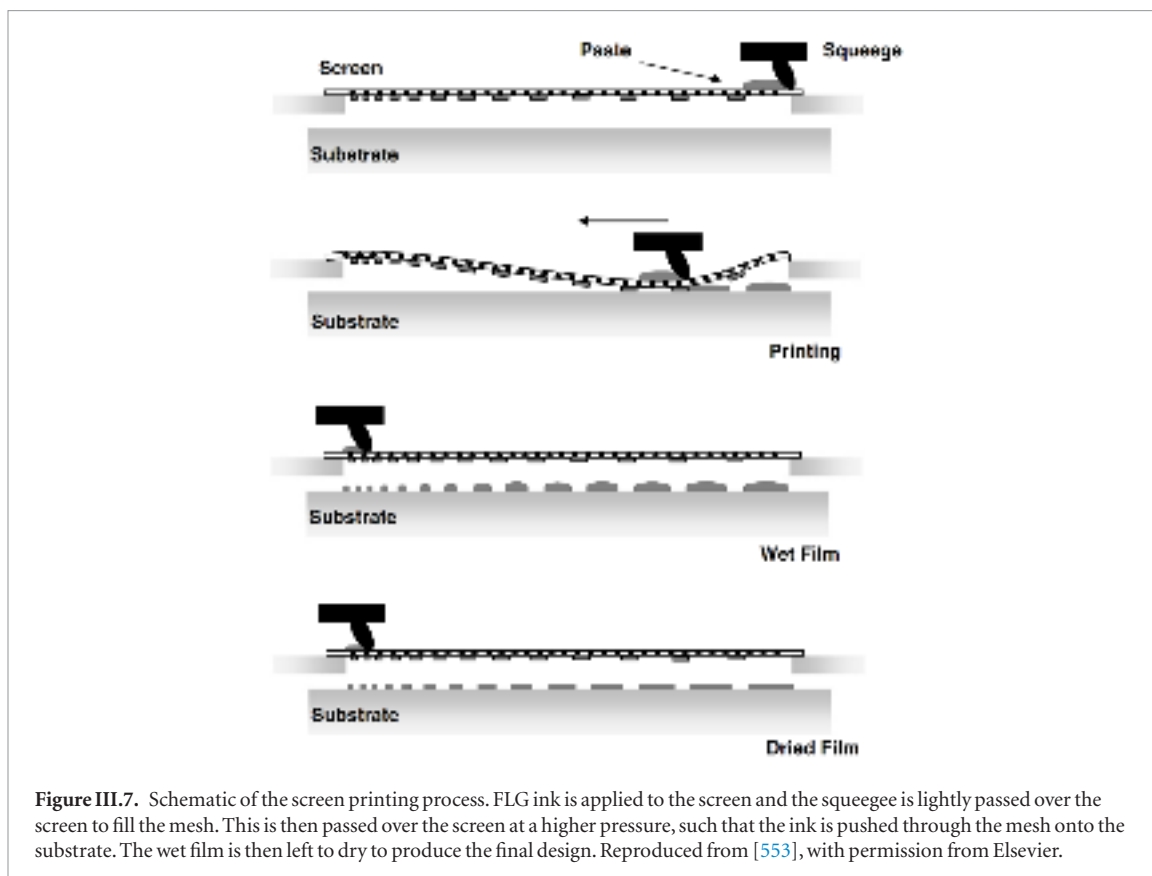 Paste
Squeege
Screen
Substrate
Substrate
Printing
Substrate
Wet Film
Substrate
Dried Film
Figure III.7. Schematic of the screen printing process. FLG ink is applied to the screen and the squeegee is lightly passed over the
screen to fill the mesh. This is then passed over the screen at a higher pressure, such that the ink is pushed through the mesh onto the
substrate. The wet film is then left to dry to produce the final design. Reproduced from [553], with permission from Elsevier.